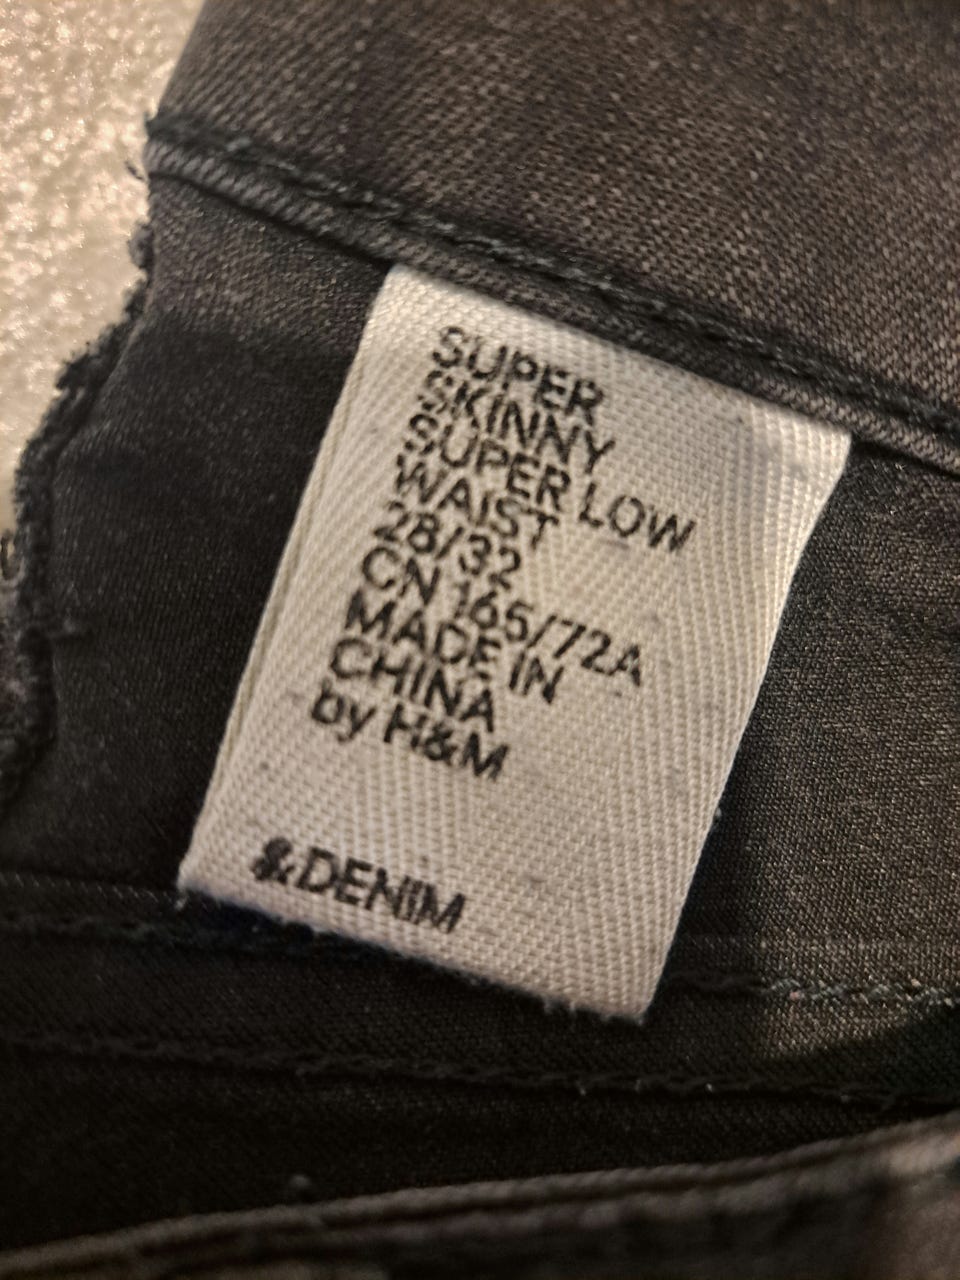 SUPER
SKINNY
SUPER LOW
WAIST
28/32
CN 165/72A
MADE IN
CHINA
by H&M
&DENIM